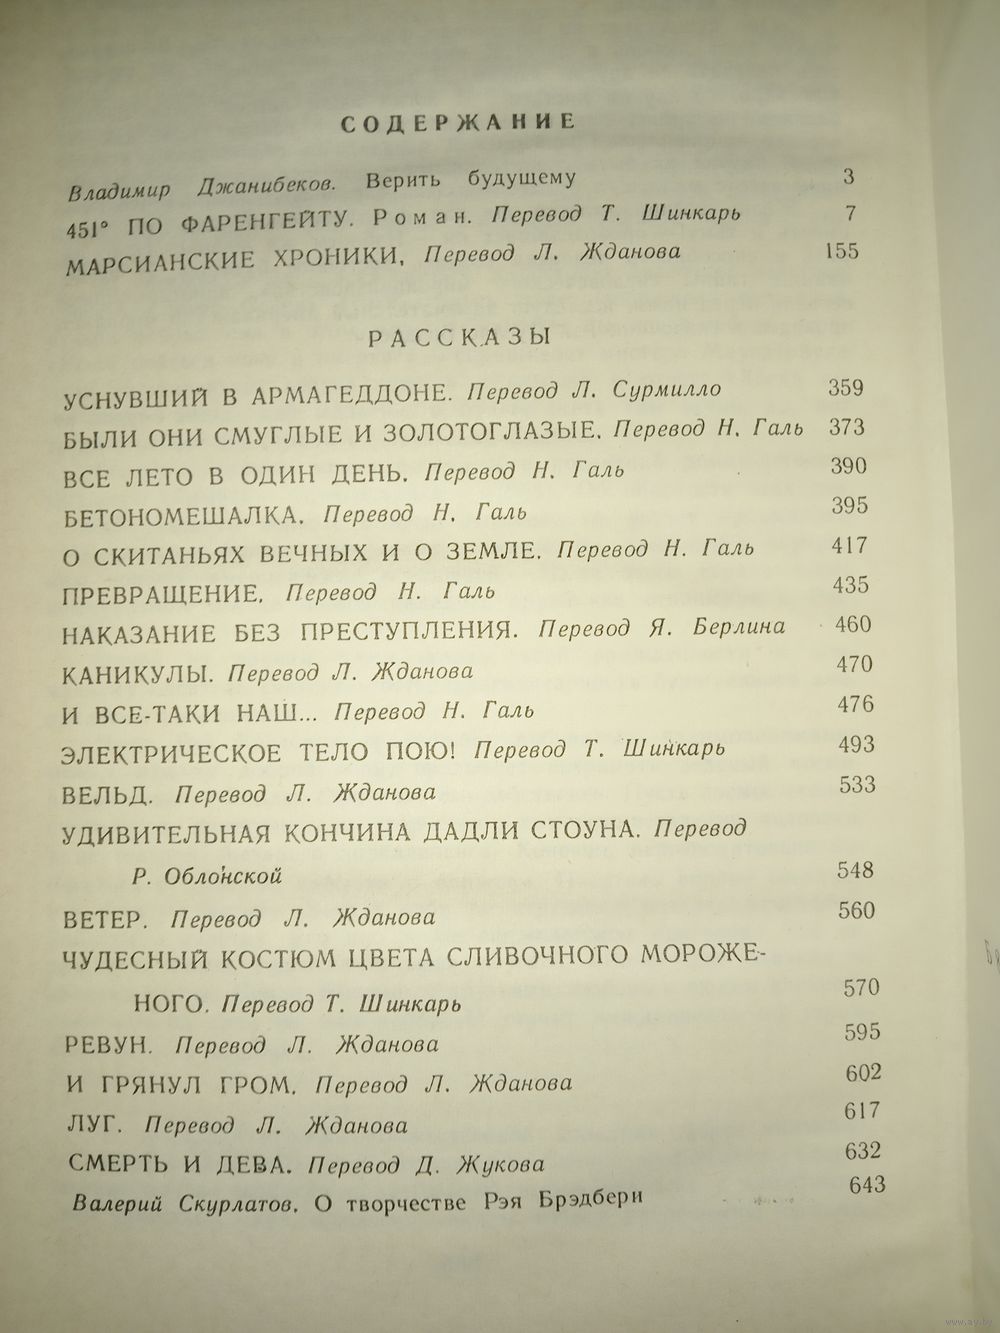 СОДЕРЖАНИЕ
Владимир Джанибеков. Верить будущему 3
451° ПО ФАРЕНГЕЙТУ. Роман. Перевод Т. Шинкарь 7
МАРСИАНСКИЕ ХРОНИКИ, Перевод Л. Жданова 155
РАССКАЗЫ
УСНУВШИЙ В АРМАГЕДДОНЕ. Перевод Л. Сурмилло 359
БЫЛИ ОНИ СМУГЛЫЕ И ЗОЛОТОГЛАЗЫЕ. Перевод Н. Галь 373
ВСЕ ЛЕТО В ОДИН ДЕНЬ. Перевод Н. Галь 390
БЕТОНОМЕШАЛКА. Перевод Н. Галь 395
О СКИТАНЬЯХ ВЕЧНЫХ И О ЗЕМЛЕ. Перевод Н. Галь 417
ПРЕВРАЩЕНИЕ. Перевод Н. Галь 435
НАКАЗАНИЕ БЕЗ ПРЕСТУПЛЕНИЯ. Перевод Я. Берлина 460
КАНИКУЛЫ. Перевод Л. Жданова 470
И ВСЕ-ТАКИ НАШ... Перевод Н. Галь 476
ЭЛЕКТРИЧЕСКОЕ ТЕЛО ПОЮ! Перевод Т. Шинкарь 493
ВЕЛЬД. Перевод Л. Жданова 533
УДИВИТЕЛЬНАЯ КОНЧИНА ДАДЛИ СТОУНА. Перевод
Р. Облонской 548
ВЕТЕР. Перевод Л. Жданова 560
ЧУДЕСНЫЙ КОСТЮМ ЦВЕТА СЛИВОЧНОГО МОРОЖЕ-
НОГО. Перевод Т. Шинкарь 570
РЕВУН. Перевод Л. Жданова 595
И ГРЯНУЛ ГРОМ. Перевод Л. Жданова 602
ЛУГ. Перевод Л. Жданова 617
СМЕРТЬ И ДЕВА. Перевод Д. Жукова 632
Валерий Скурлатов. О творчестве Рэя Брэдбери 643
www.ay.by